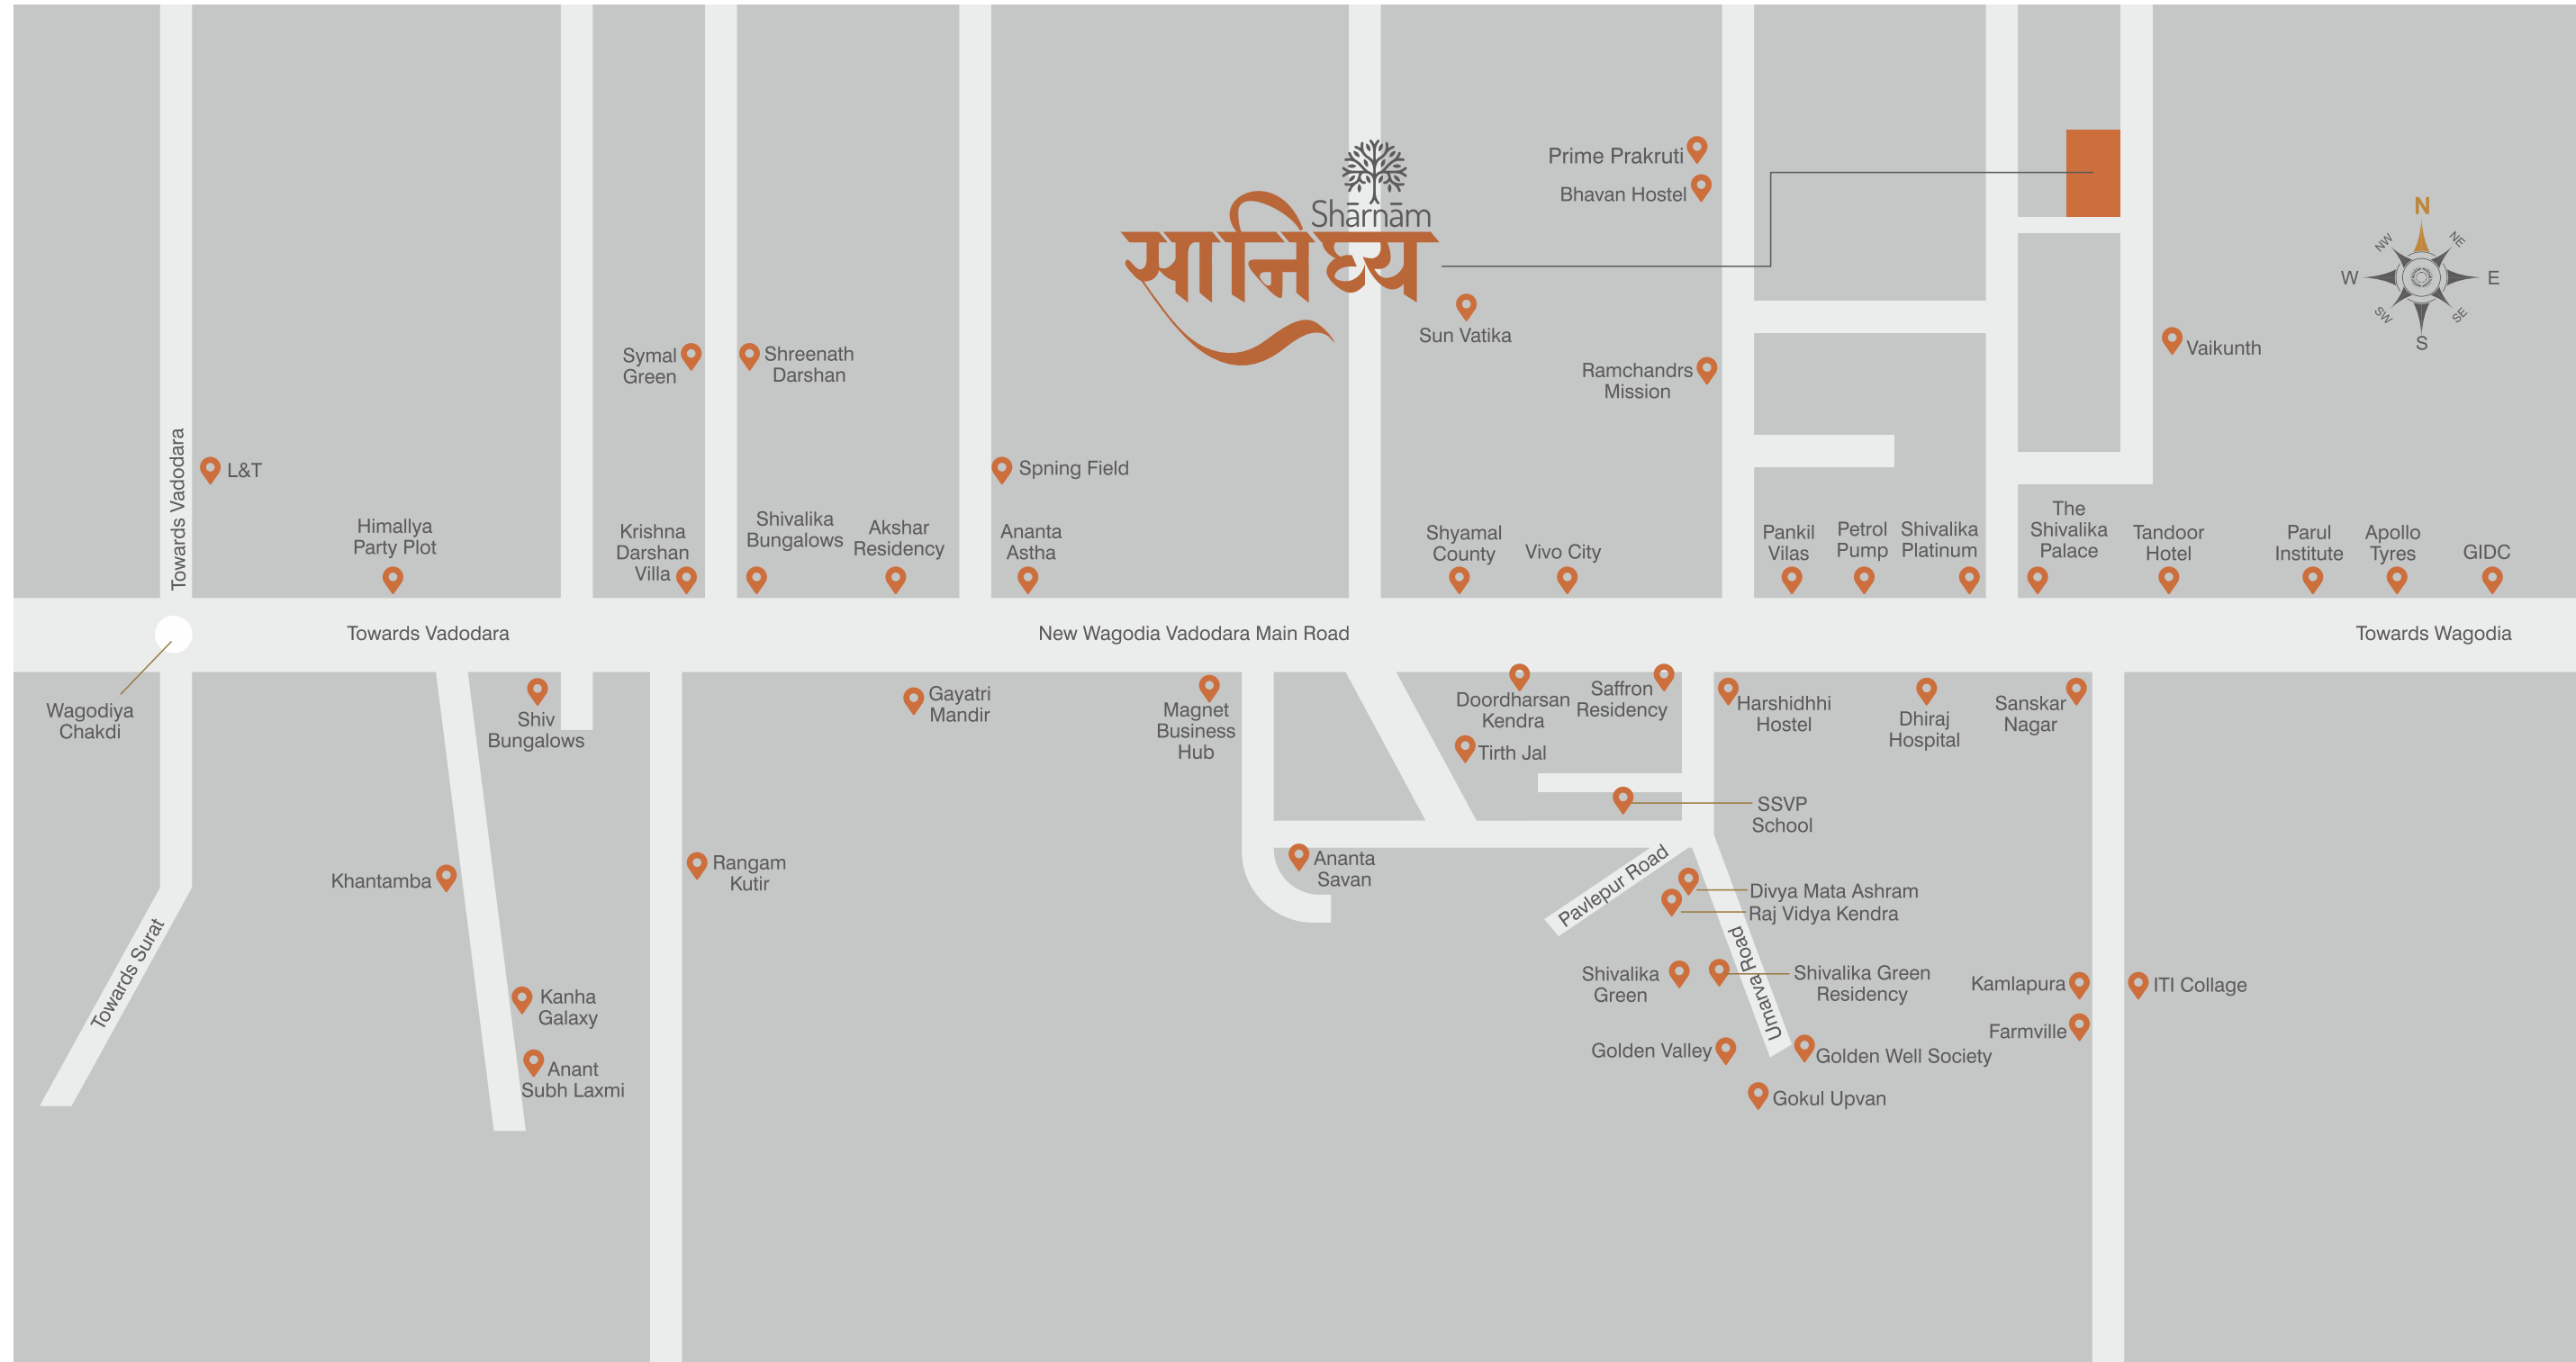 Prime Prakruti
Bhavan Hostel
Shārnām
सानिध्य
N
NW
NE
W
E
SW
SE
S
Sun Vatika
Vaikunth
Symal
Green
Shreenath
Darshan
Ramchandrs
Mission
Towards Vadodara
L&T
Spning Field
Himallya
Party Plot
Krishna
Darshan
Villa
Shivalika
Bungalows
Akshar
Residency
Ananta
Astha
Shyamal
County
Vivo City
Pankil
Vilas
Petrol
Pump
Shivalika
Platinum
The
Shivalika
Palace
Tandoor
Hotel
Parul
Institute
Apollo
Tyres
GIDC
Towards Vadodara
New Wagodia Vadodara Main Road
Towards Wagodia
Wagodiya
Chakdi
Shiv
Bungalows
Gayatri
Mandir
Magnet
Business
Hub
Doordharsan
Kendra
Saffron
Residency
Harshidhhi
Hostel
Dhiraj
Hospital
Sanskar
Nagar
Tirth Jal
SSVP
School
Khantamba
Rangam
Kutir
Ananta
Savan
Pavlepur Road
Divya Mata Ashram
Raj Vidya Kendra
Towards Surat
Umarva Road
Kanha
Galaxy
Shivalika
Green
Shivalika Green
Residency
Kamlapura
ITI Collage
Farmville
Anant
Subh Laxmi
Golden Valley
Golden Well Society
Gokul Upvan